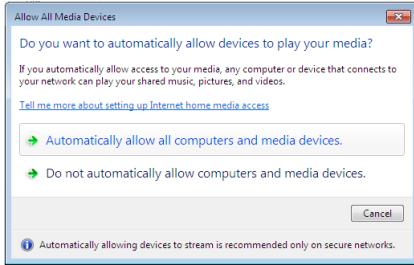 Allow All Media Devices
Do you want to automatically allow devices to play your media?
If you automatically allow access to your media, any computer or device that connects to
your network can play your shared music, pictures, and videos.
Tell me more about setting up Internet home media access
Automatically allow all computers and media devices.
Do not automatically allow computers and media devices.
Cancel
Automatically allowing devices to stream is recommended only on secure networks.